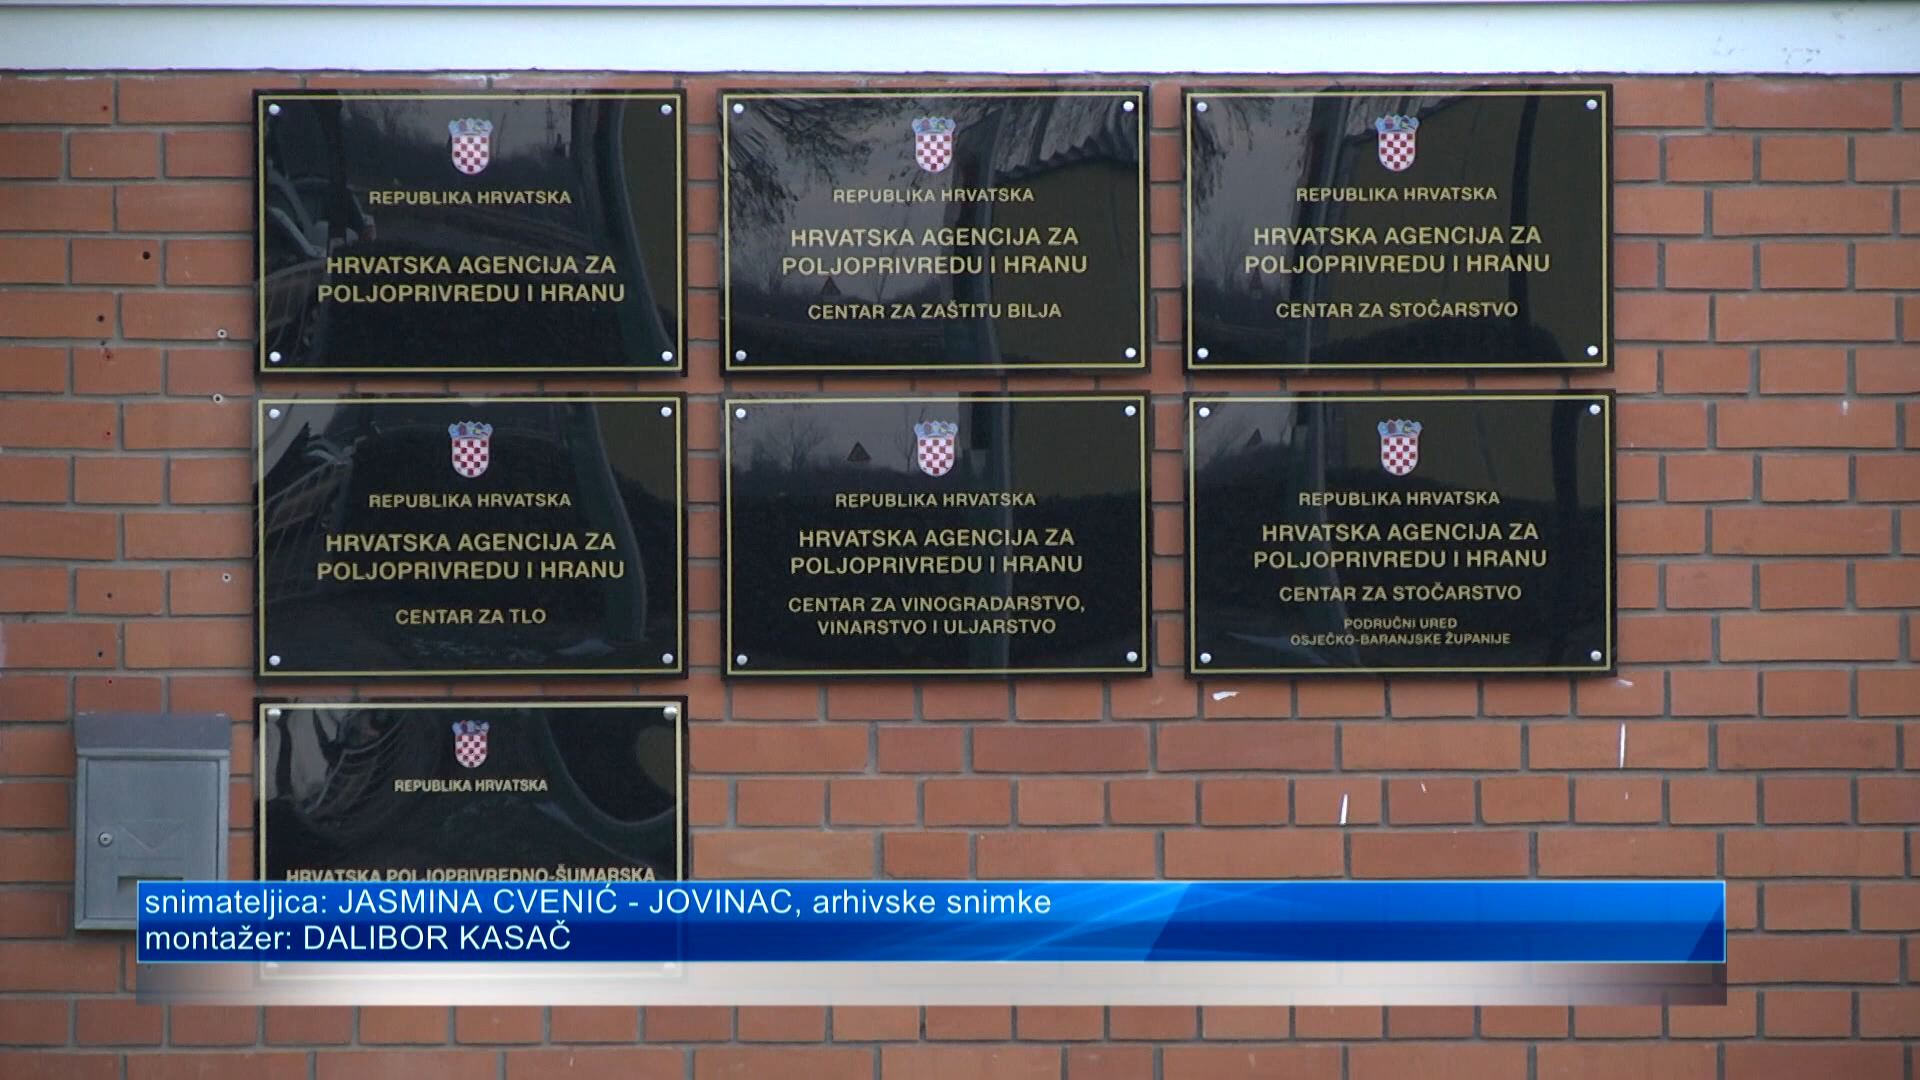 REPUBLIKA HRVATSKA
HRVATSKA AGENCIJA ZA
POLJOPRIVREDU I HRANU
REPUBLIKA HRVATSKA
HRVATSKA AGENCIJA ZA
POLJOPRIVREDU I HRANU
CENTAR ZA ZAŠTITU BILJA
REPUBLIKA HRVATSKA
HRVATSKA AGENCIJA ZA
POLJOPRIVREDU I HRANU
CENTAR ZA STOČARSTVO
REPUBLIKA HRVATSKA
HRVATSKA AGENCIJA ZA
POLJOPRIVREDU I HRANU
CENTAR ZA TLO
REPUBLIKA HRVATSKA
HRVATSKA AGENCIJA ZA
POLJOPRIVREDU I HRANU
CENTAR ZA VINOGRADARSTVO,
VINARSTVO I ULJARSTVO
REPUBLIKA HRVATSKA
HRVATSKA AGENCIJA ZA
POLJOPRIVREDU I HRANU
CENTAR ZA STOČARSTVO
PODRUČNI URED
OSJEČKO-BARANJSKE ŽUPANIJE
REPUBLIKA HRVATSKA
HRVATSKA POLJOPRIVREDNO-ŠUMARSKA
snimateljica: JASMINA CVENIĆ - JOVINAC, arhivske snimke
montažer: DALIBOR KASAČ